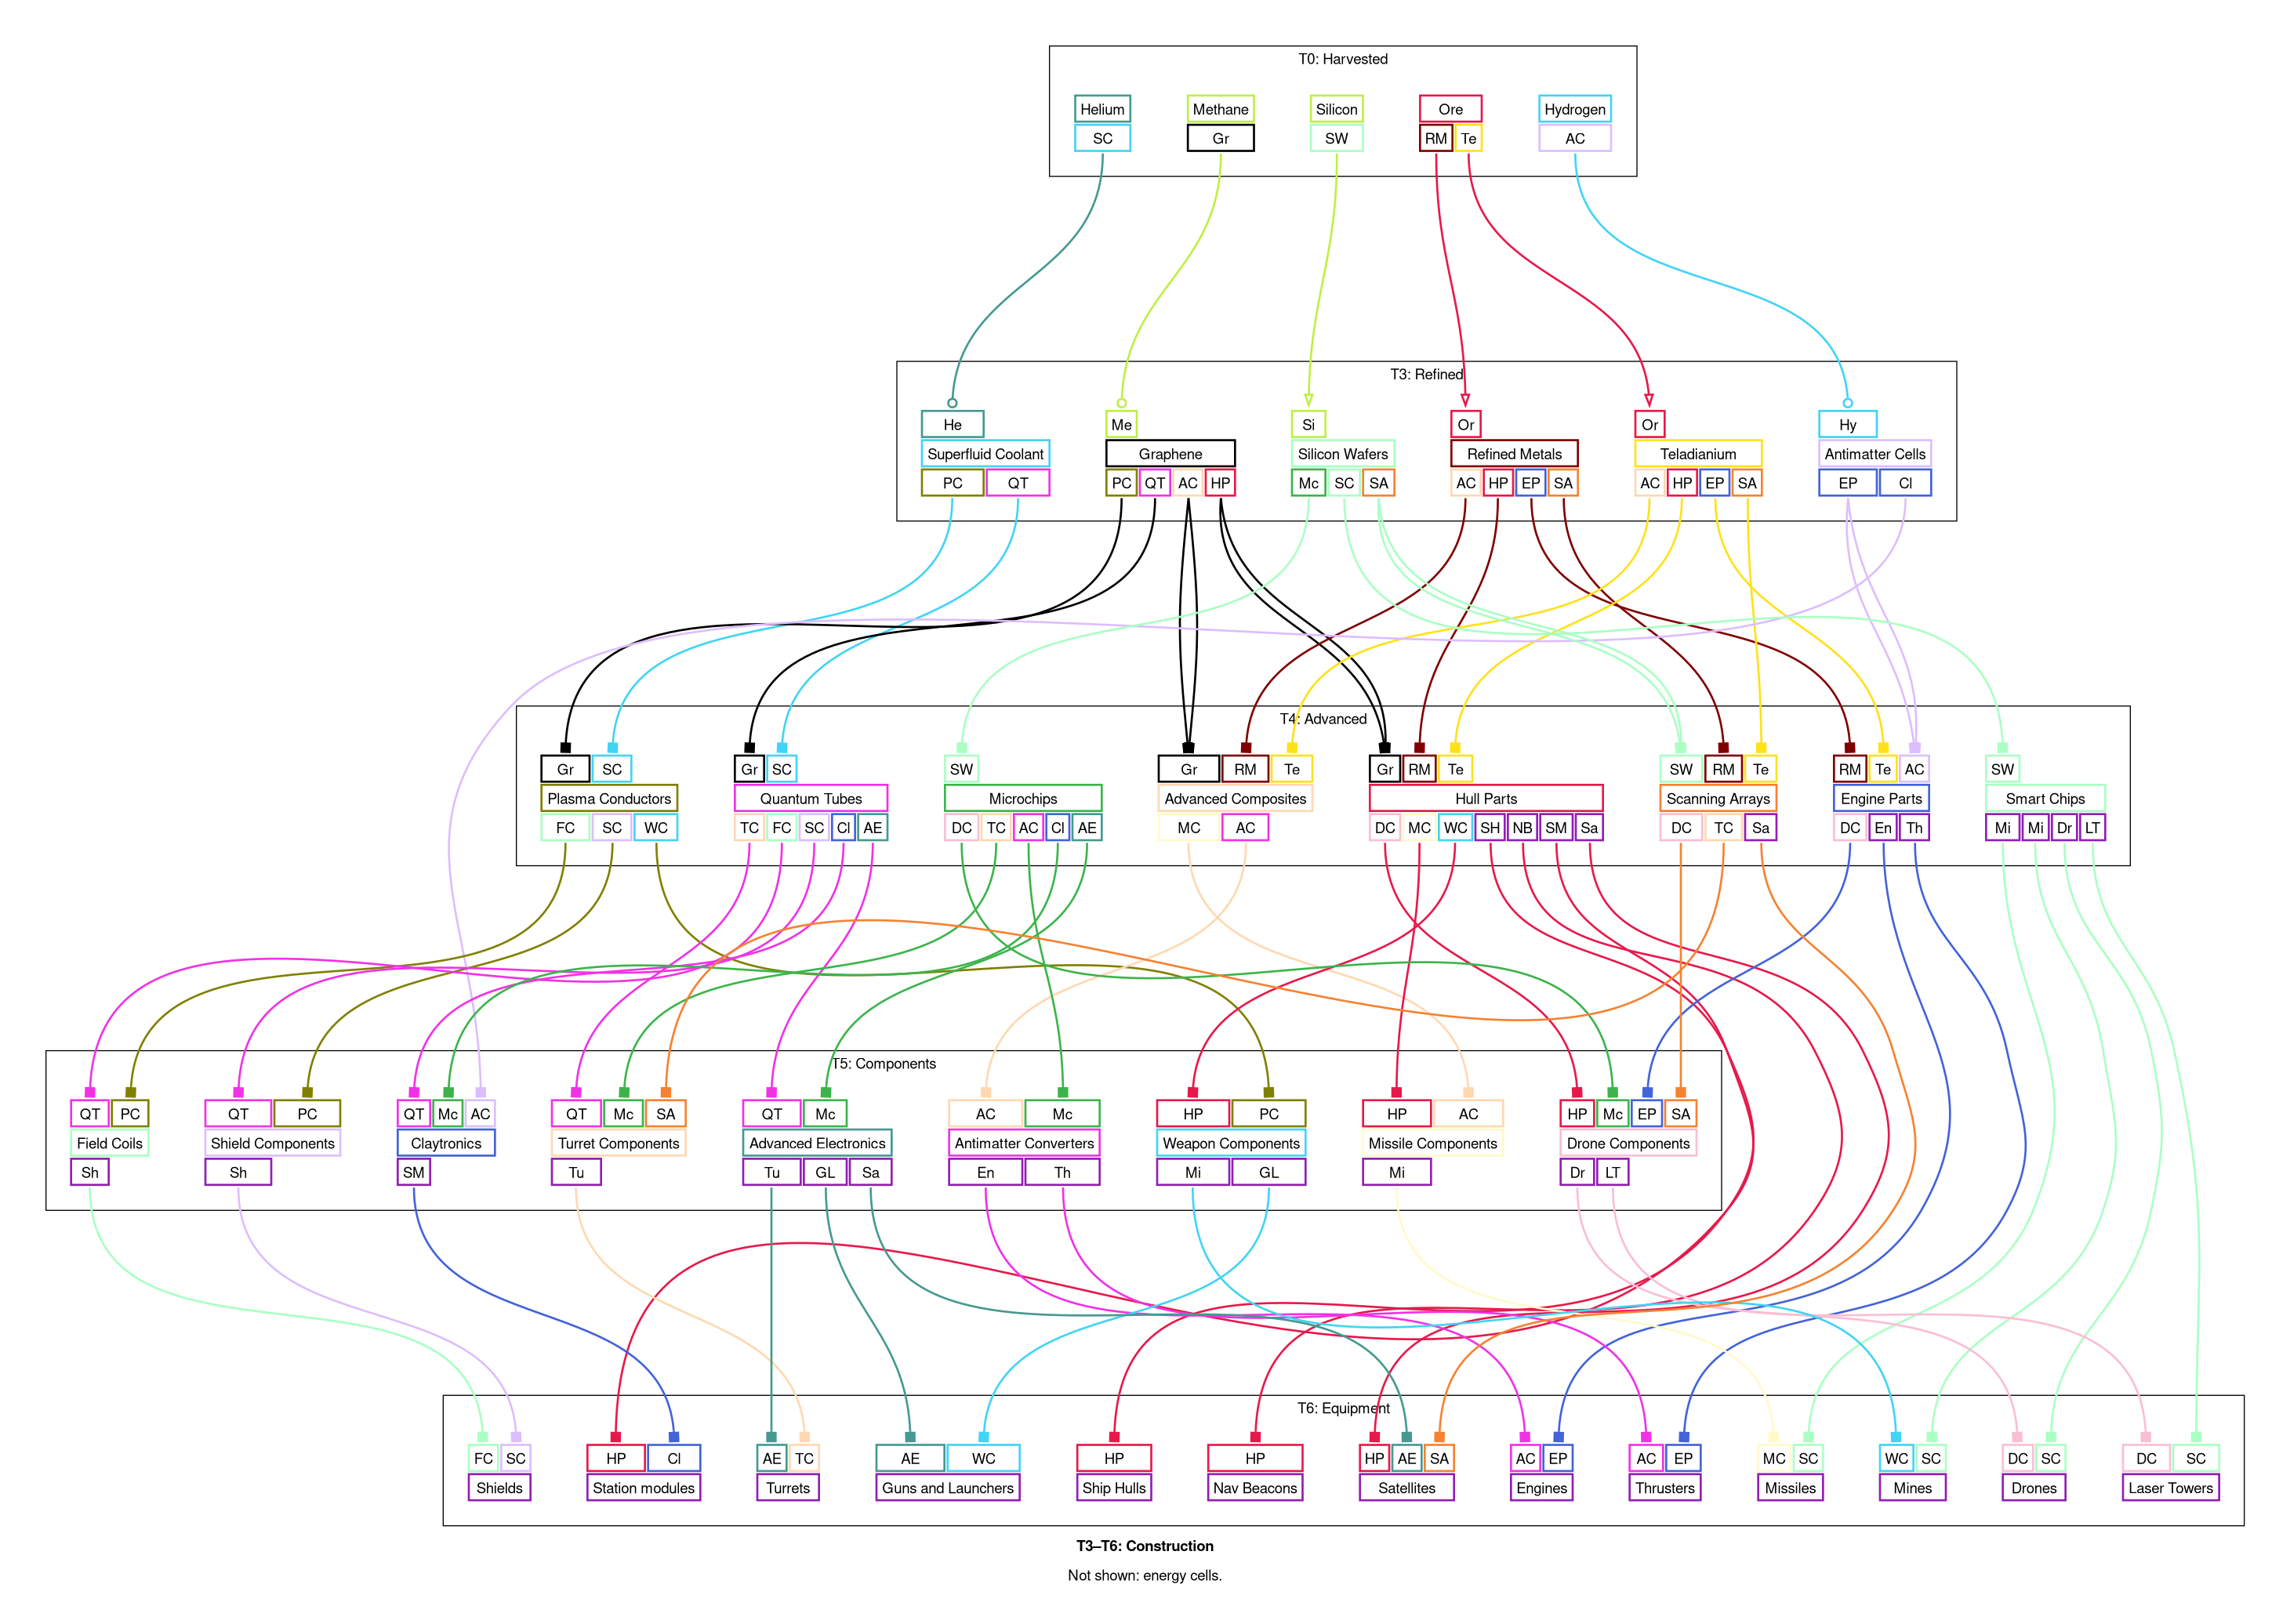 T0: Harvested
Helium Methane Silicon Ore Hydrogen
SC Gr SW RM Te AC
T3: Refined
He Me Si Or Or Hy
Superfluid Coolant Graphene Silicon Wafers Refined Metals Teladianium Antimatter Cells
PC QT PC QT AC HP Mc SC SA AC HP EP SA AC HP EP SA EP Cl
T4: Advanced
Gr SC Gr SC SW Gr RM Te Gr RM Te SW RM Te RM Te AC SW
Plasma Conductors Quantum Tubes Microchips Advanced Composites Hull Parts Scanning Arrays Engine Parts Smart Chips
FC SC WC TC FC SC Cl AE DC TC AC Cl AE MC AC DC MC WC SH NB SM Sa DC TC Sa DC En Th Mi Mi Dr LT
T5: Components
QT PC QT PC QT Mc AC QT Mc SA QT Mc AC Mc HP PC HP AC HP Mc EP SA
Field Coils Shield Components Claytronics Turret Components Advanced Electronics Antimatter Converters Weapon Components Missile Components Drone Components
Sh Sh SM Tu Tu GL Sa En Th Mi GL Mi Dr LT
T6: Equipment
FC SC HP Cl AE TC AE WC HP HP HP AE SA AC EP AC EP MC SC WC SC DC SC DC SC
Shields Station modules Turrets Guns and Launchers Ship Hulls Nav Beacons Satellites Engines Thrusters Missiles Mines Drones Laser Towers
T3–T6: Construction
Not shown: energy cells.